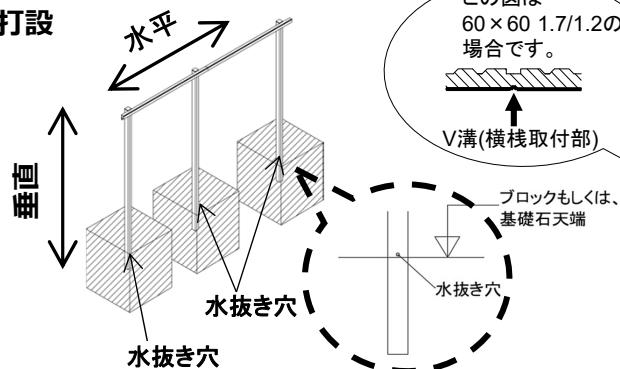 打設
水平
垂直
この図は
60×60 1.7/1.2の
場合です。
V溝(横桟取付部)
ブロックもしくは、
基礎石天端
水抜き穴
水抜き穴
水抜き穴